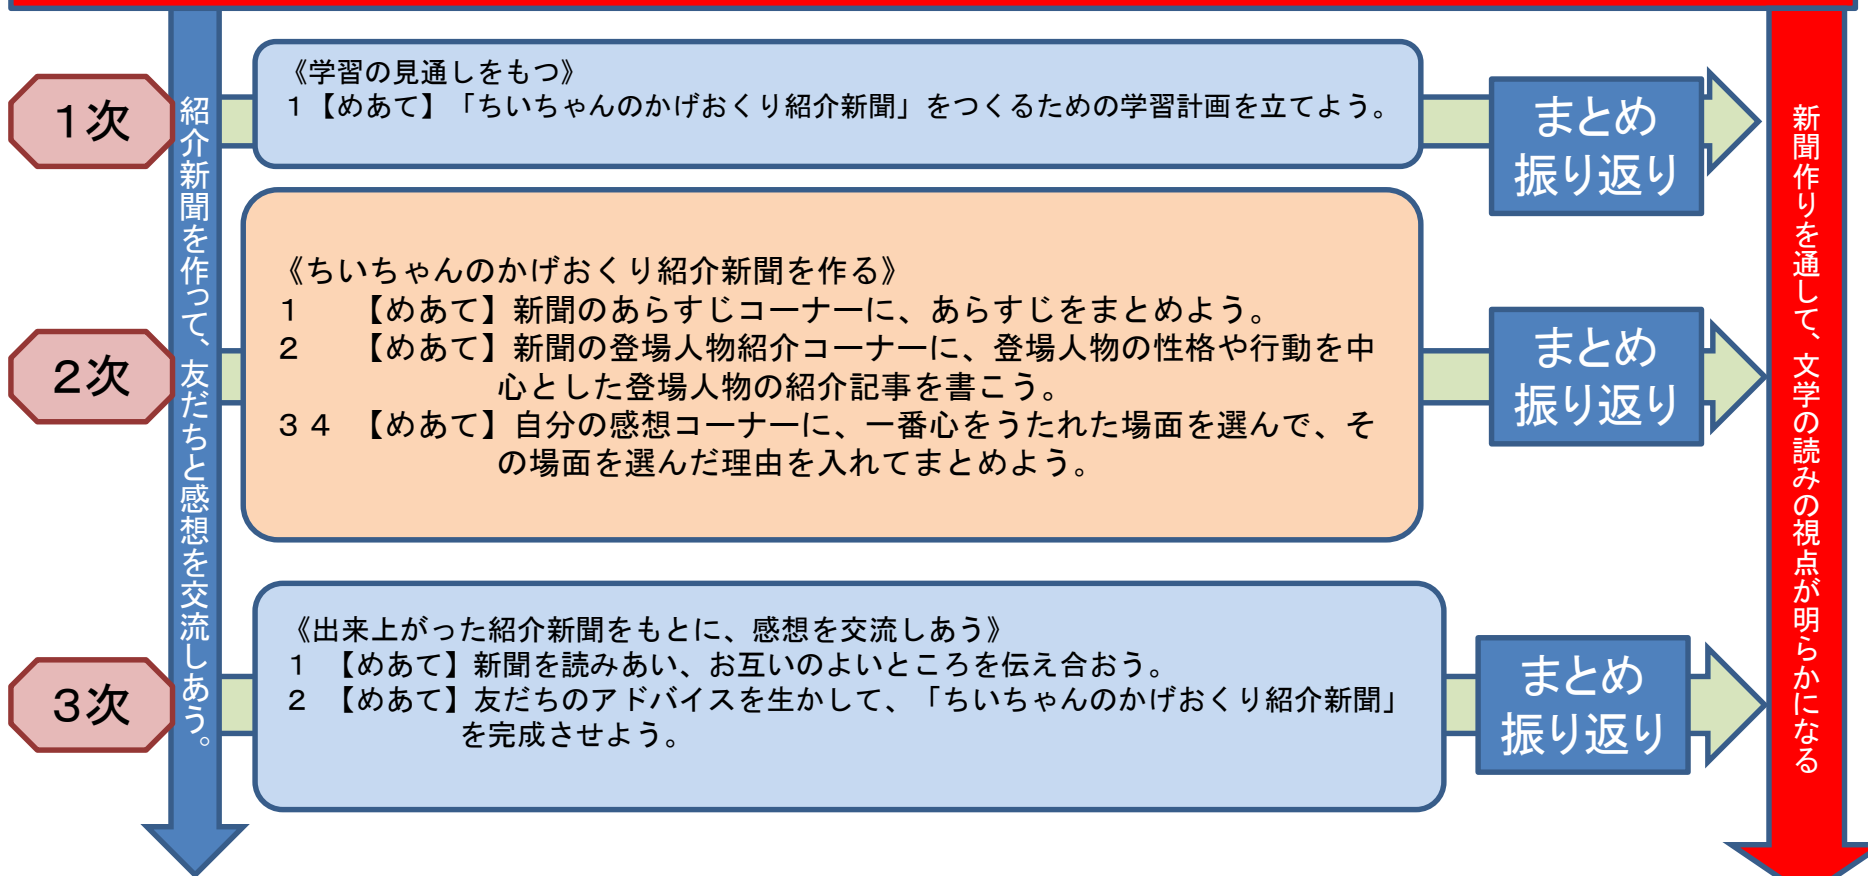 紹介新聞を作って、友だちと感想を交流しあう。
1次
《学習の見通しをもつ》
1【めあて】「ちいちゃんのかげおくり紹介新聞」をつくるための学習計画を立てよう。
まとめ
振り返り
2次
《ちいちゃんのかげおくり紹介新聞を作る》
1　【めあて】新聞のあらすじコーナーに、あらすじをまとめよう。
2　【めあて】新聞の登場人物紹介コーナーに、登場人物の性格や行動を中
心とした登場人物の紹介記事を書こう。
3 4　【めあて】自分の感想コーナーに、一番心をうたれた場面を選んで、そ
の場面を選んだ理由を入れてまとめよう。
まとめ
振り返り
3次
《出来上がった紹介新聞をもとに、感想を交流しあう》
1　【めあて】新聞を読みあい、お互いのよいところを伝え合おう。
2　【めあて】友だちのアドバイスを生かして、「ちいちゃんのかげおくり紹介新聞」
を完成させよう。
まとめ
振り返り
新聞作りを通して、文学の読みの視点が明らかになる